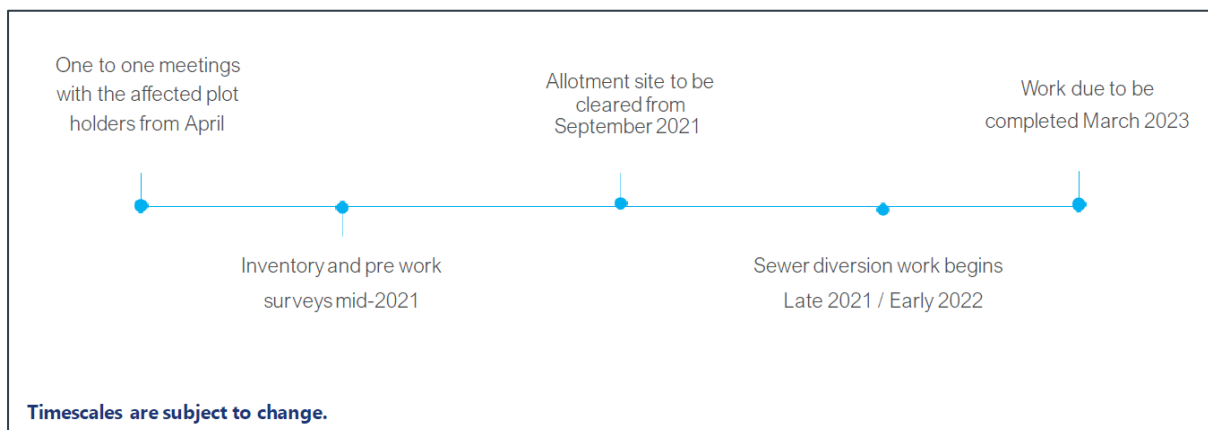 One to one meetings
with the affected plot
holders from April
Inventory and pre work
surveys mid-2021
Allotment site to be
cleared from
September 2021
Sewer diversion work begins
Late 2021 / Early 2022
Work due to be
completed March 2023
Timescales are subject to change.